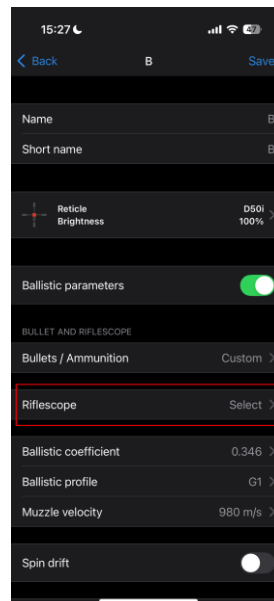 15:27
47
Back B Save
Name B
Short name B
Reticle D50i
Brightness 100%
Ballistic parameters
BULLET AND RIFLESCOPE
Bullets / Ammunition Custom
Riflescope Select
Ballistic coefficient 0.346
Ballistic profile G1
Muzzle velocity 980 m/s
Spin drift